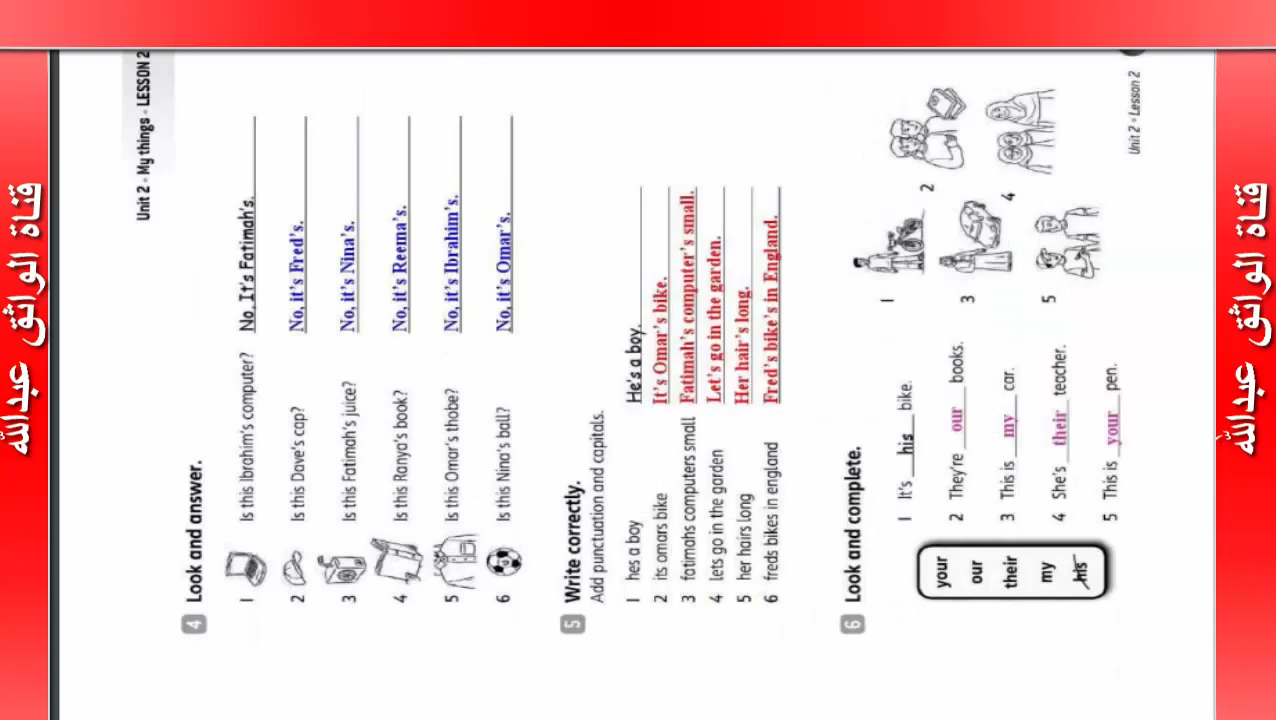 قناة الواثق عبدالله
Unit 2 • My things • LESSON 2
4 Look and answer.
1 Is this Ibrahim's computer? No, It's Fatimah's.
2 Is this Dave's cap? No, it's Fred's.
3 Is this Fatimah's juice? No, it's Nina's.
4 Is this Ranya's book? No, it's Reema's.
5 Is this Omar's thobe? No, it's Ibrahim's.
6 Is this Nina's ball? No, it's Omar's.
5 Write correctly.
Add punctuation and capitals.
1 hes a boy He's a boy.
2 its omars bike It's Omar's bike.
3 fatimahs computers small Fatimah's computer's small.
4 lets go in the garden Let's go in the garden.
5 her hairs long Her hair's long.
6 freds bikes in england Fred's bike's in England.
6 Look and complete.
your
our
their
my
his
1 It's his bike.
2 They're our books.
3 This is my car.
4 She's their teacher.
5 This is your pen.
1
2
3
4
5
Unit 2 • Lesson 2
قناة الواثق عبدالله